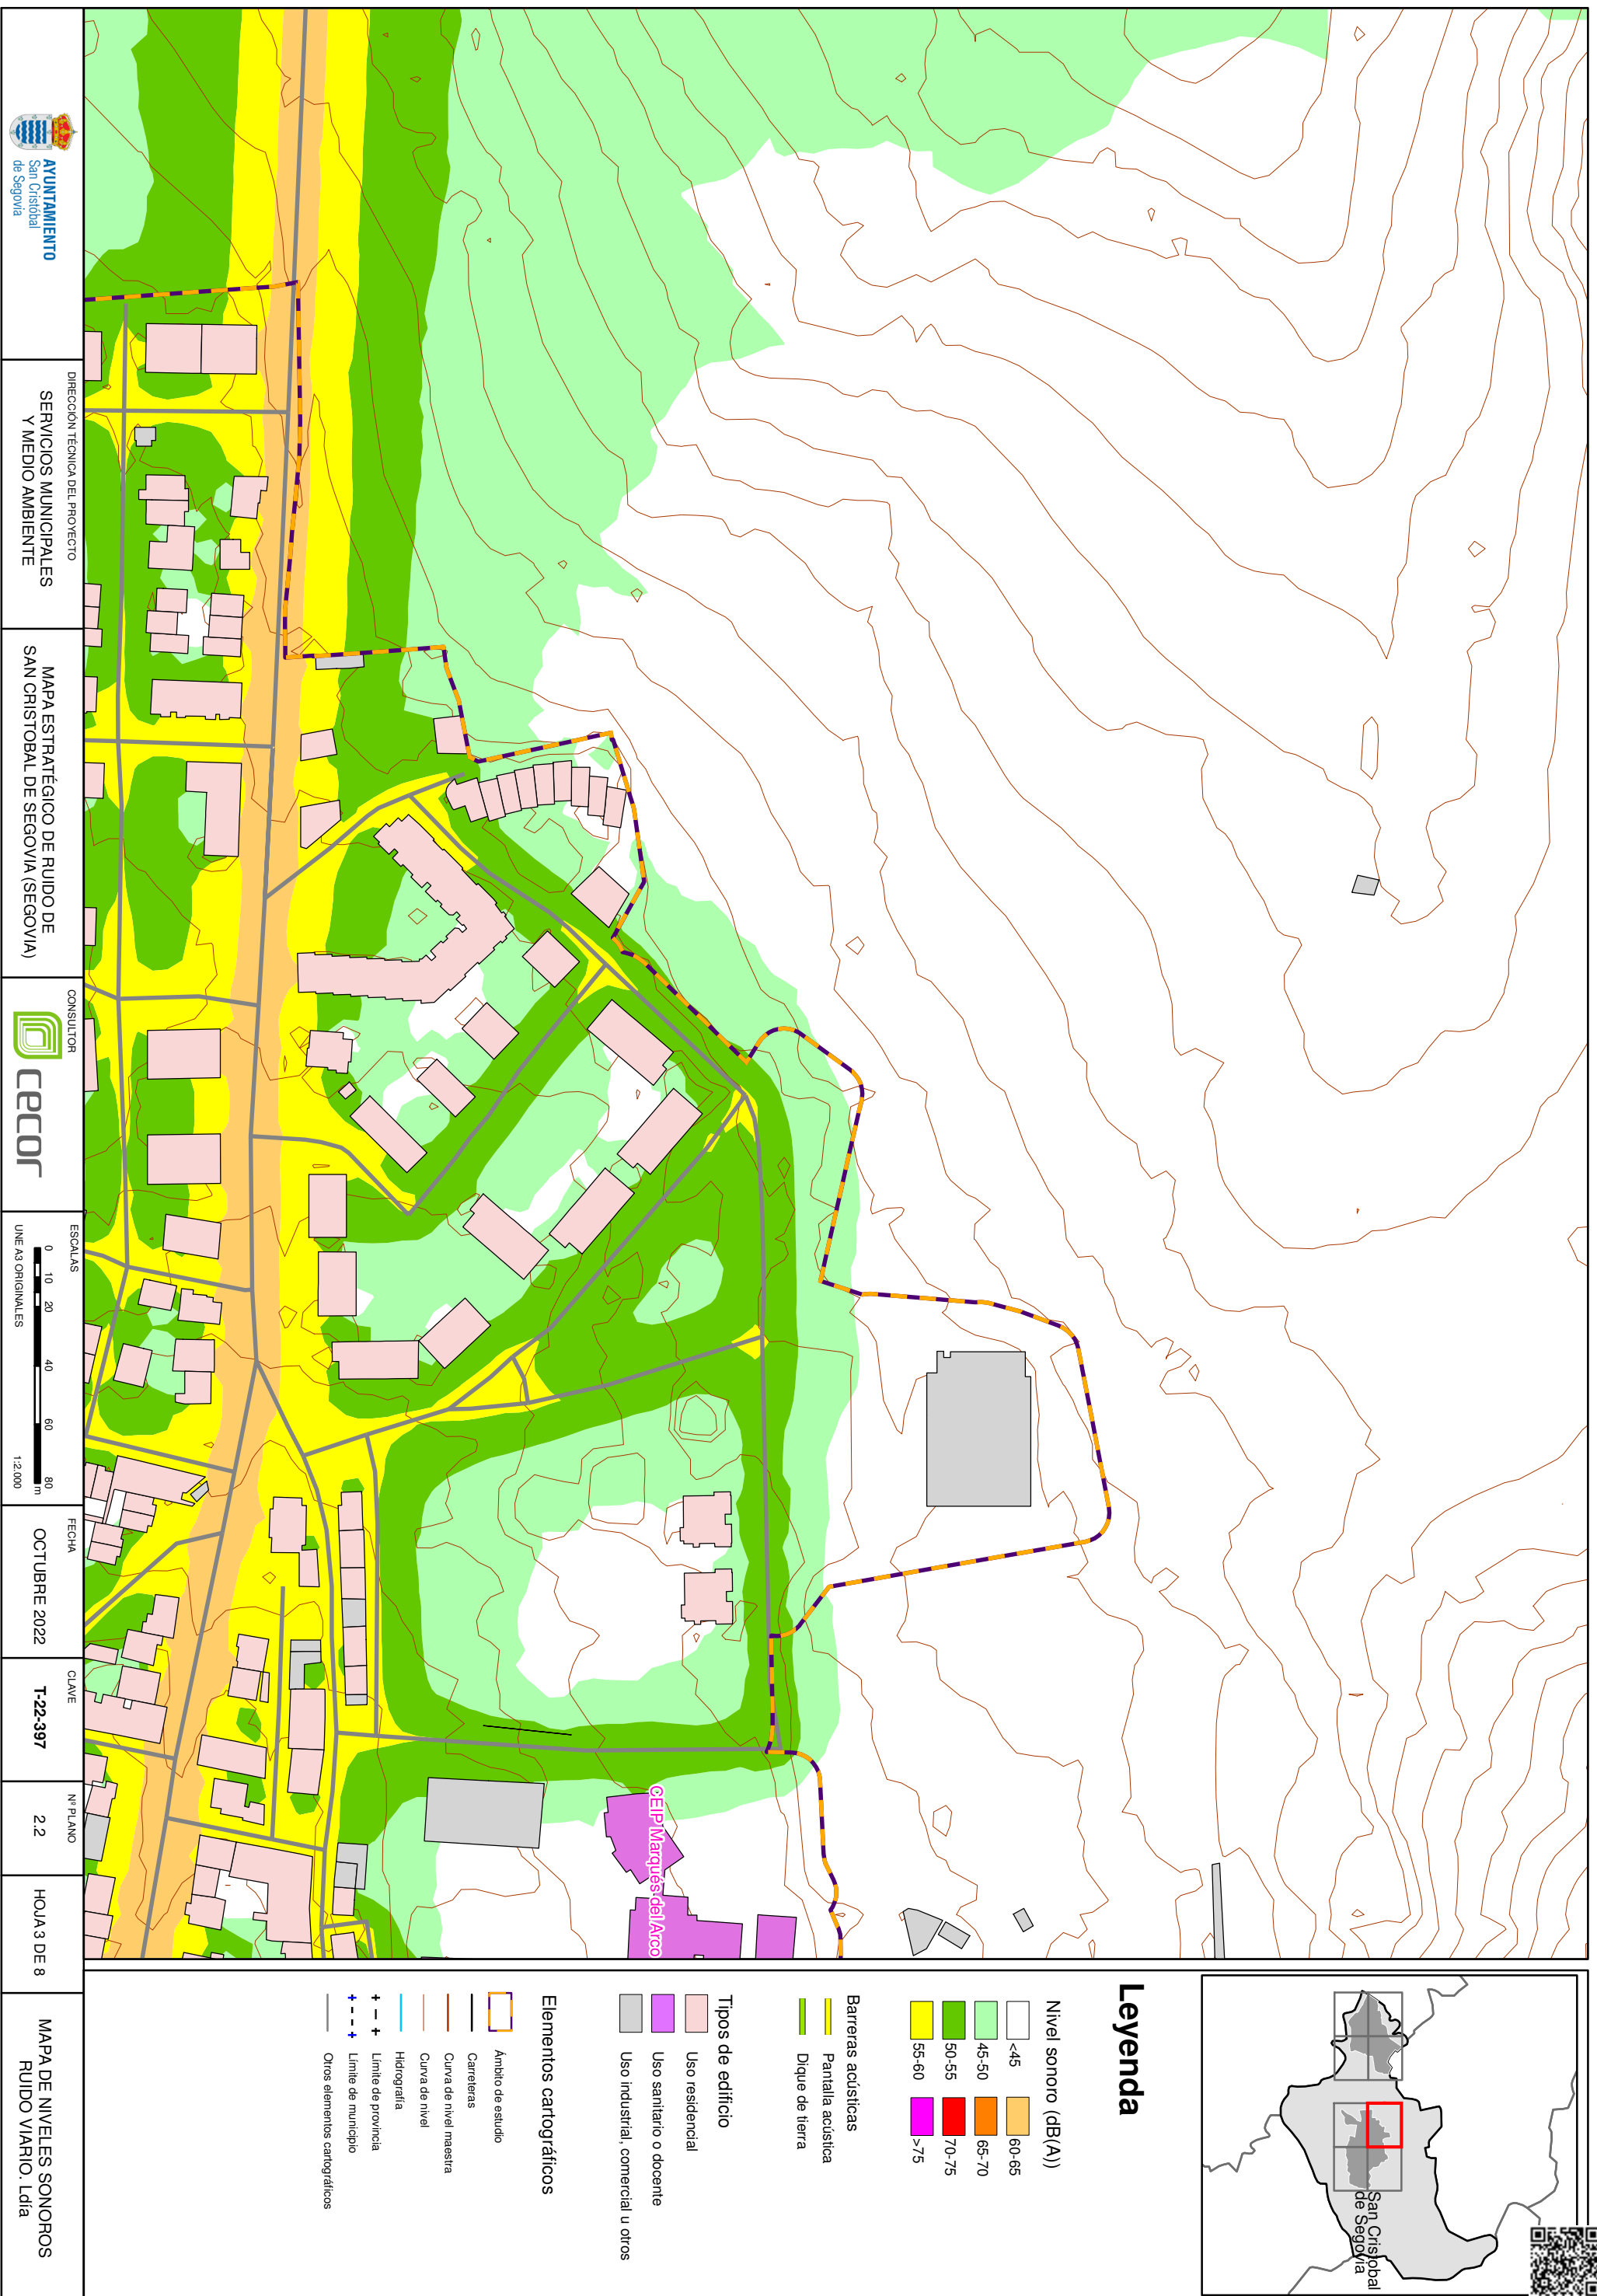 CEIP Marqués del Arco
San Cristobal
de Segovia
Leyenda
Nivel sonoro (dB(A))
<45
45-50
50-55
55-60
60-65
65-70
70-75
>75
Barreras acústicas
Pantalla acústica
Dique de tierra
Tipos de edificio
Uso residencial
Uso sanitario o docente
Uso industrial, comercial u otros
Elementos cartográficos
Ámbito de estudio
Carreteras
Curva de nivel maestra
Curva de nivel
Hidrografía
Límite de provincia
Límite de municipio
Otros elementos cartográficos
AYUNTAMIENTO
San Cristóbal
de Segovia
DIRECCIÓN TÉCNICA DEL PROYECTO
SERVICIOS MUNICIPALES
Y MEDIO AMBIENTE
MAPA ESTRATÉGICO DE RUIDO DE
SAN CRISTOBAL DE SEGOVIA (SEGOVIA)
CONSULTOR
cecor
ESCALAS
0 10 20 40 60 80 m
UNE A3 ORIGINALES 1:2.000
FECHA
OCTUBRE 2022
CLAVE
T-22-397
Nº PLANO
2.2
HOJA 3 DE 8
MAPA DE NIVELES SONOROS
RUIDO VIARIO. Ldía